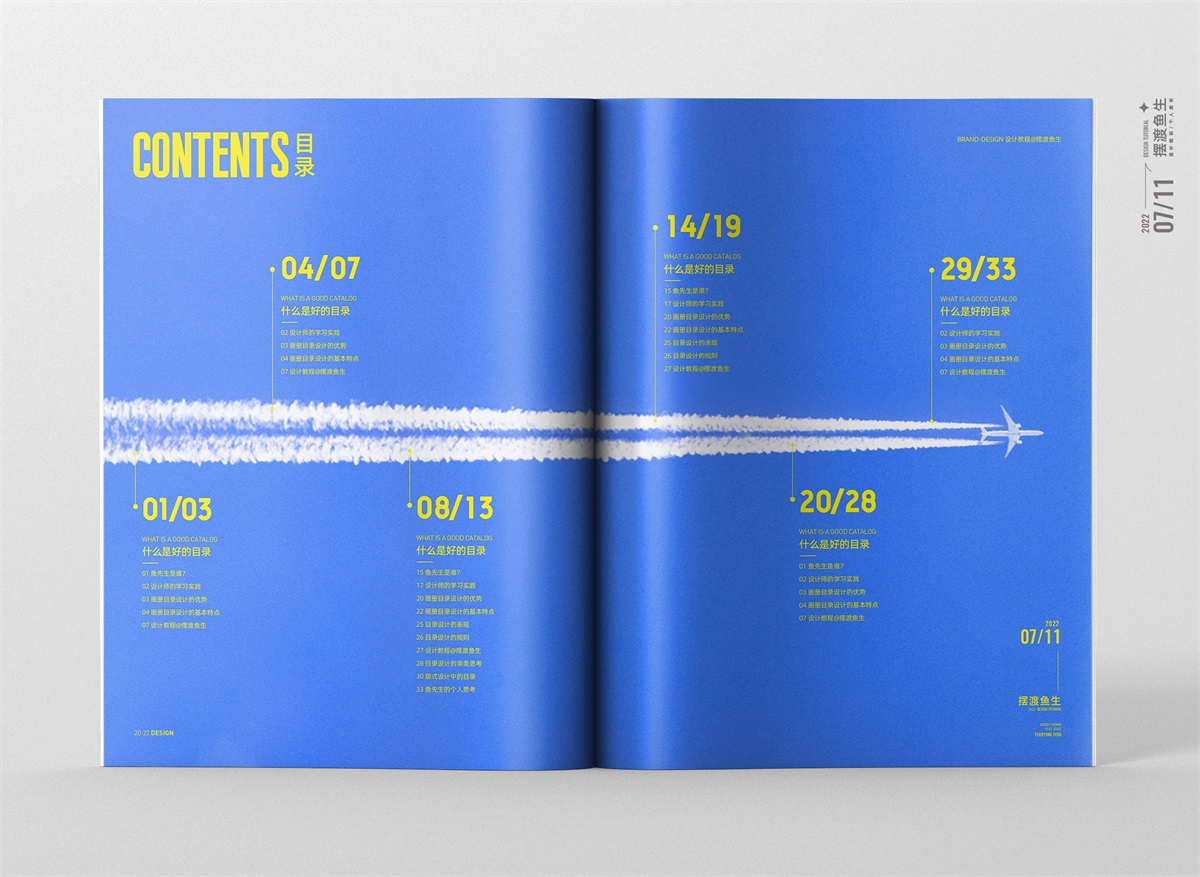 CONTENTS
目录
BRAND-DESIGN 设计教程@摆渡鱼生
04/07
WHAT IS A GOOD CATALOG
什么是好的目录
02 设计师的学习实践
03 画册目录设计的优势
04 画册目录设计的基本特点
07 设计教程@摆渡鱼生
14/19
WHAT IS A GOOD CATALOG
什么是好的目录
15 鱼先生是谁?
17 设计师的学习实践
20 画册目录设计的优势
22 画册目录设计的基本特点
25 目录设计的表现
26 目录设计的规则
27 设计教程@摆渡鱼生
29/33
WHAT IS A GOOD CATALOG
什么是好的目录
02 设计师的学习实践
03 画册目录设计的优势
04 画册目录设计的基本特点
07 设计教程@摆渡鱼生
01/03
WHAT IS A GOOD CATALOG
什么是好的目录
01 鱼先生是谁?
02 设计师的学习实践
03 画册目录设计的优势
04 画册目录设计的基本特点
07 设计教程@摆渡鱼生
08/13
WHAT IS A GOOD CATALOG
什么是好的目录
15 鱼先生是谁?
17 设计师的学习实践
20 画册目录设计的优势
22 画册目录设计的基本特点
25 目录设计的表现
26 目录设计的规则
27 设计教程@摆渡鱼生
28 目录设计的审美思考
30 版式设计中的目录
33 鱼先生的个人思考
20/28
WHAT IS A GOOD CATALOG
什么是好的目录
01 鱼先生是谁?
02 设计师的学习实践
03 画册目录设计的优势
04 画册目录设计的基本特点
07 设计教程@摆渡鱼生
20-22.DESIGN
2022
07/11
摆渡鱼生
FERRYING FISH
2022
07/11
DESIGN TUTORIAL
摆渡鱼生